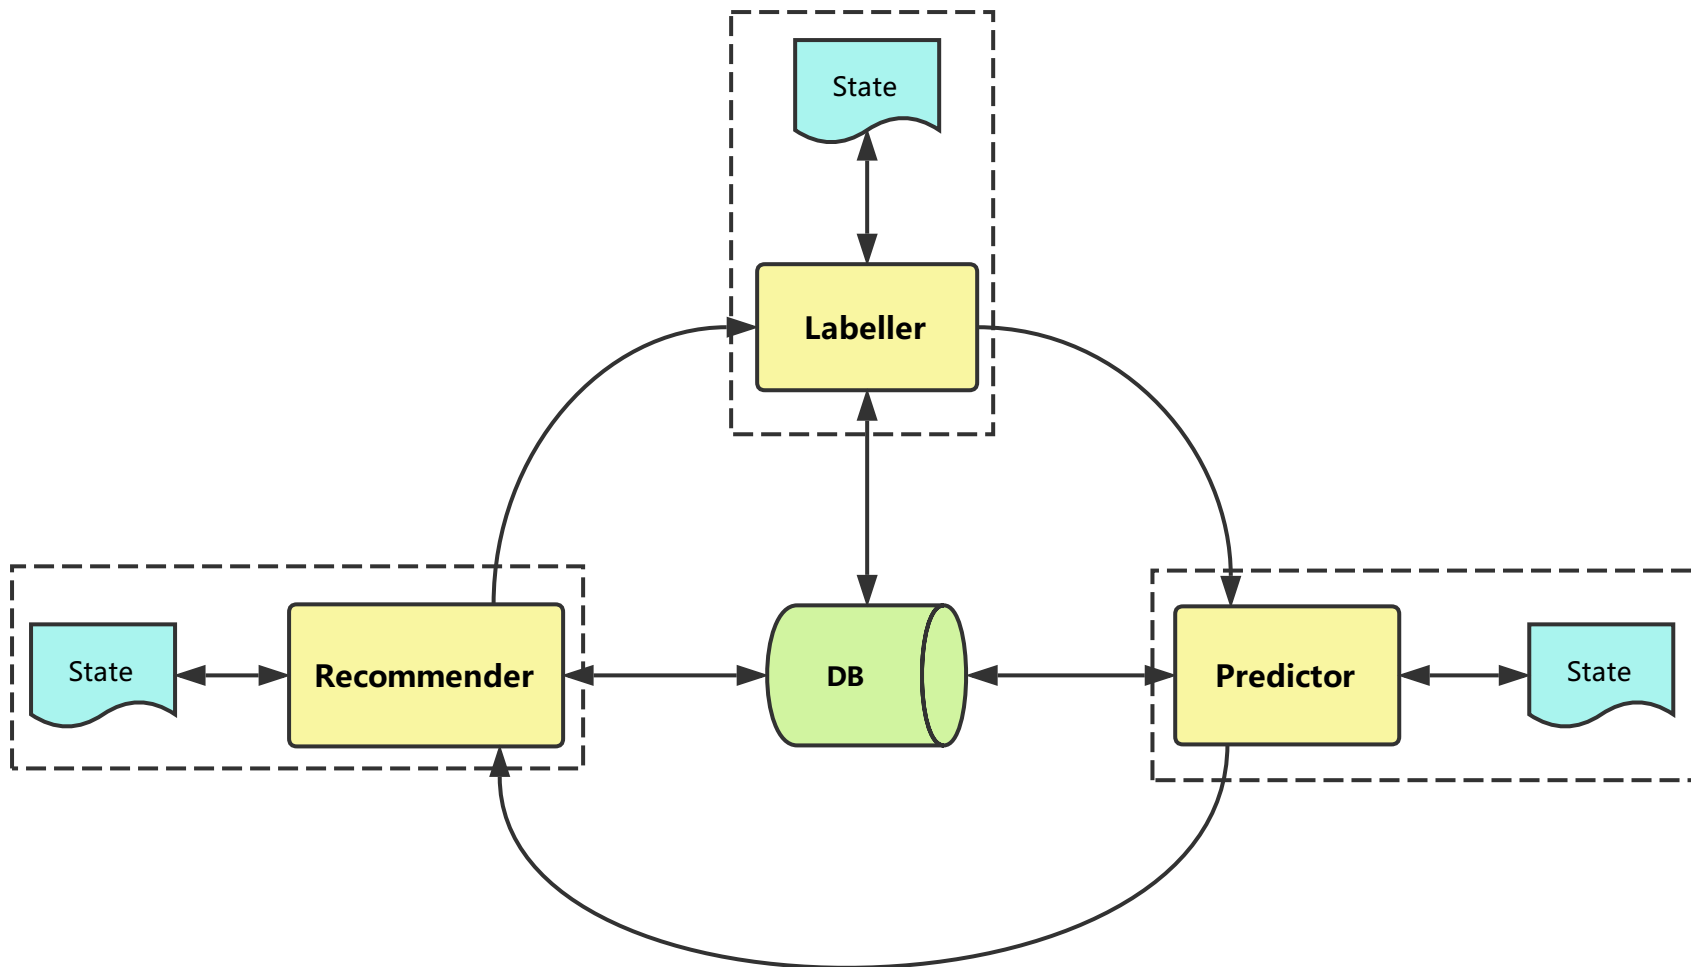 State
Labeller
State
Recommender
DB
Predictor
State